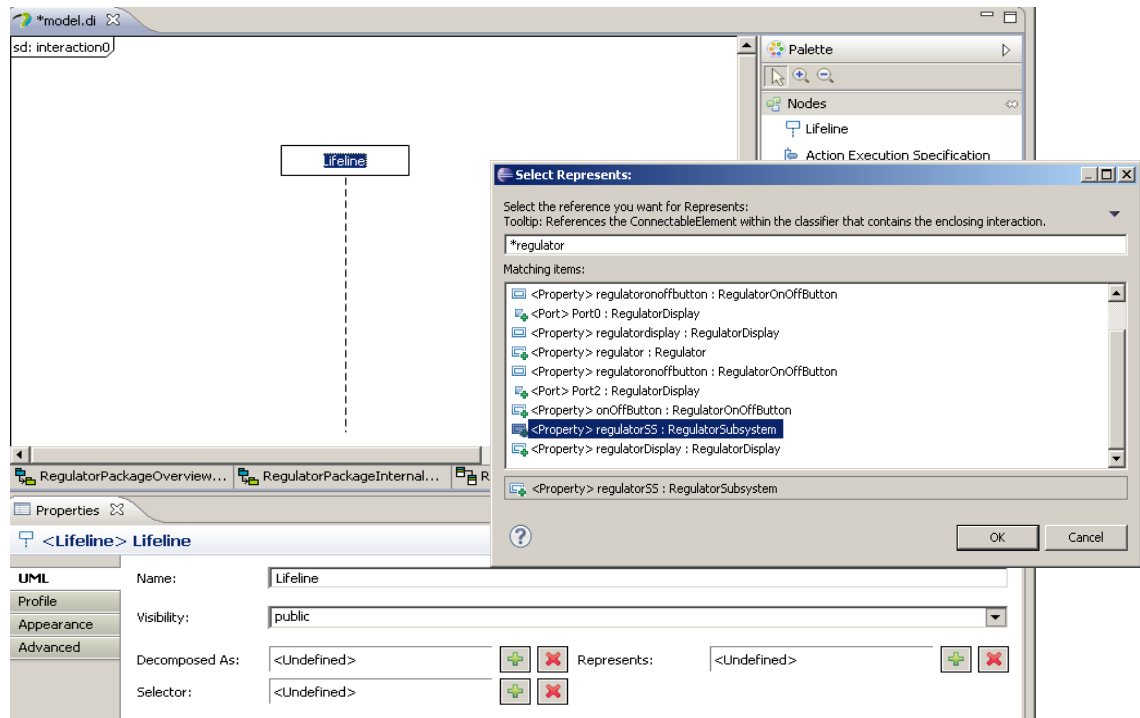 *model.di
sd: interaction0
Palette
Nodes
Lifeline
Action Execution Specification
Lifeline
Select Represents:
Select the reference you want for Represents:
Tooltip: References the ConnectableElement within the classifier that contains the enclosing interaction.
*regulator
Matching items:
<Property> regulatoronoffbutton : RegulatorOnOffButton
<Port> Port0 : RegulatorDisplay
<Property> regulatordisplay : RegulatorDisplay
<Property> regulator : Regulator
<Property> regulatoronoffbutton : RegulatorOnOffButton
<Port> Port2 : RegulatorDisplay
<Property> onOffButton : RegulatorOnOffButton
<Property> regulatorSS : RegulatorSubsystem
<Property> regulatorDisplay : RegulatorDisplay
<Property> regulatorSS : RegulatorSubsystem
OK Cancel
RegulatorPackageOverview... RegulatorPackageInternal... R
Properties
<Lifeline> Lifeline
UML
Profile
Appearance
Advanced
Name: Lifeline
Visibility: public
Decomposed As: <Undefined> Represents: <Undefined>
Selector: <Undefined>